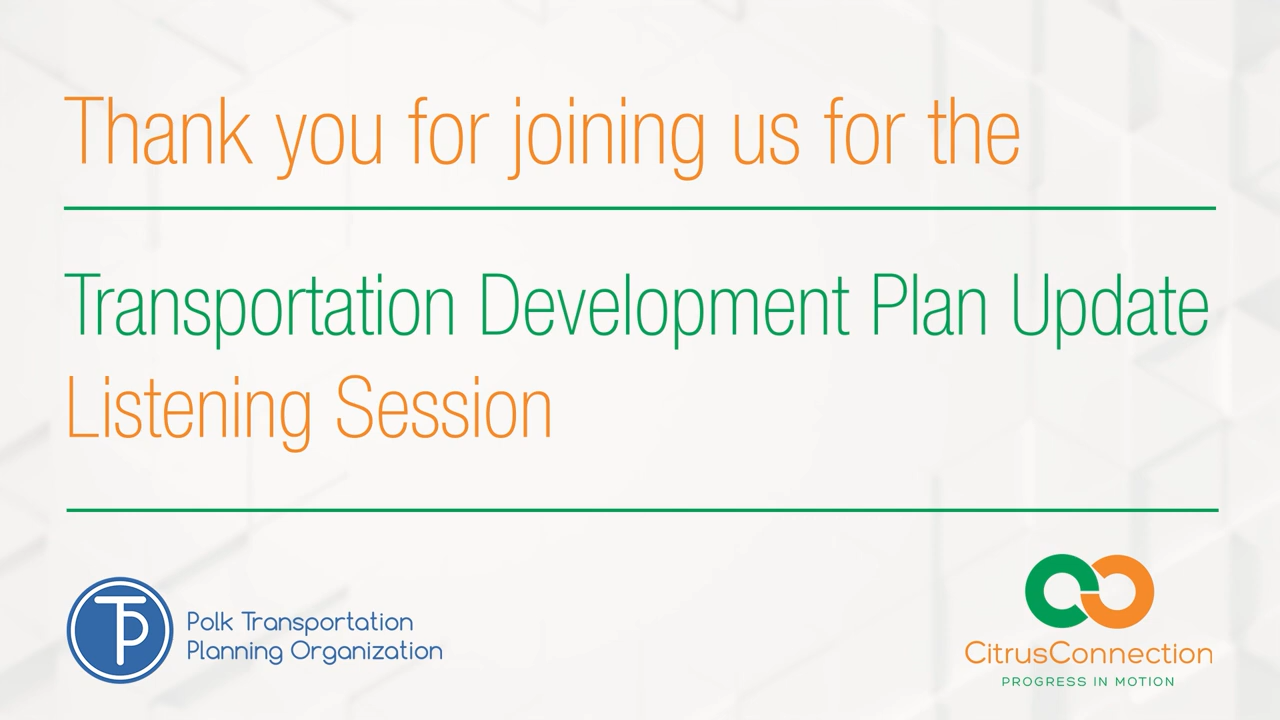 Thank you for joining us for the
Transportation Development Plan Update
Listening Session
TP
Polk Transportation
Planning Organization
CitrusConnection
PROGRESS IN MOTION